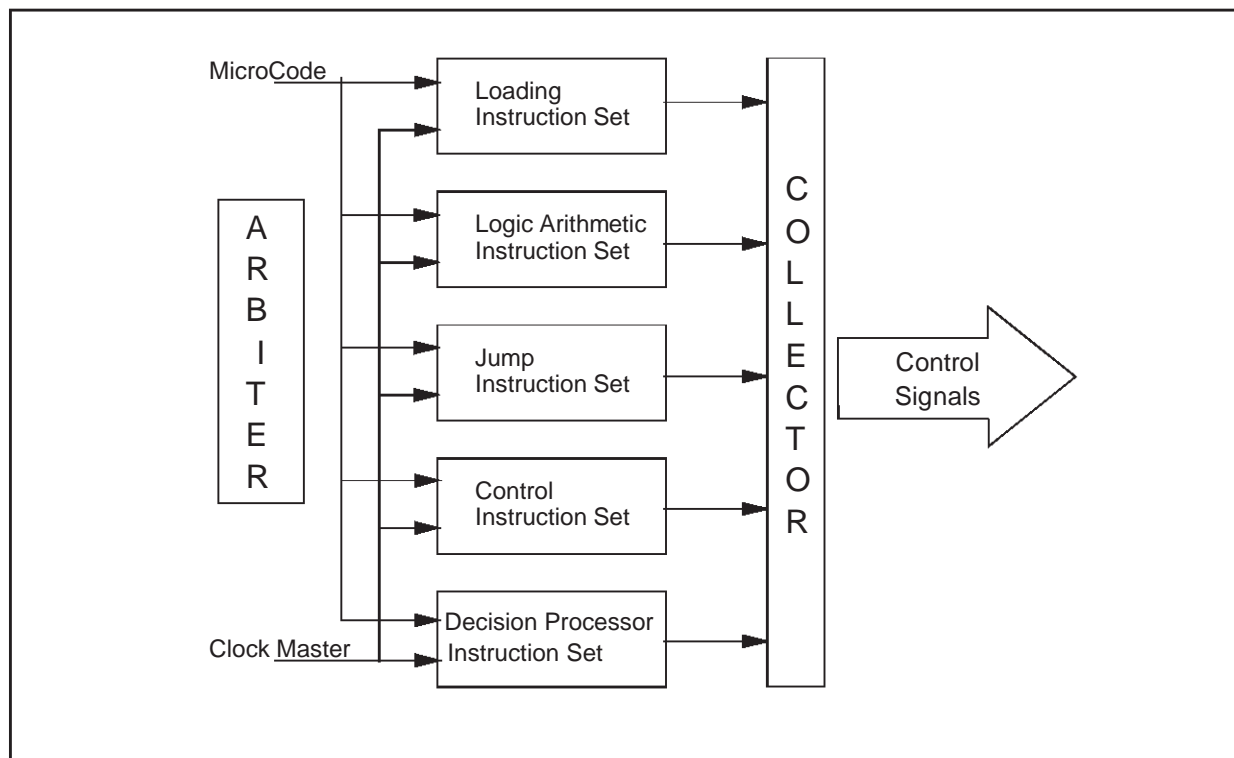 MicroCode
Loading
Instruction Set
Logic Arithmetic
Instruction Set
Jump
Instruction Set
Control
Instruction Set
Decision Processor
Instruction Set
Clock Master
ARBITER
COLLECTOR
Control
Signals